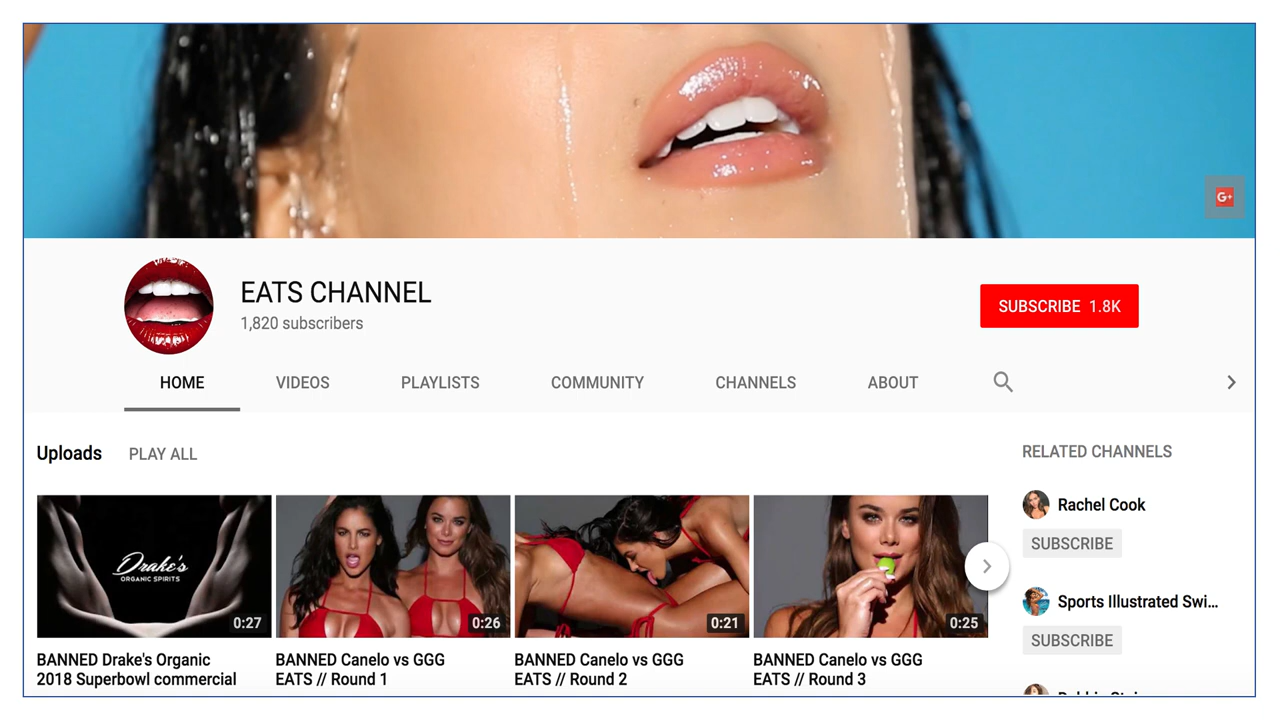 G+
EATS CHANNEL
1,820 subscribers
SUBSCRIBE 1.8K
HOME VIDEOS PLAYLISTS COMMUNITY CHANNELS ABOUT
Uploads PLAY ALL
RELATED CHANNELS
Rachel Cook
SUBSCRIBE
Sports Illustrated Swi...
SUBSCRIBE
Drake's
ORGANIC SPIRITS
0:27
0:26
0:21
0:25
BANNED Drake's Organic
2018 Superbowl commercial
BANNED Canelo vs GGG
EATS // Round 1
BANNED Canelo vs GGG
EATS // Round 2
BANNED Canelo vs GGG
EATS // Round 3